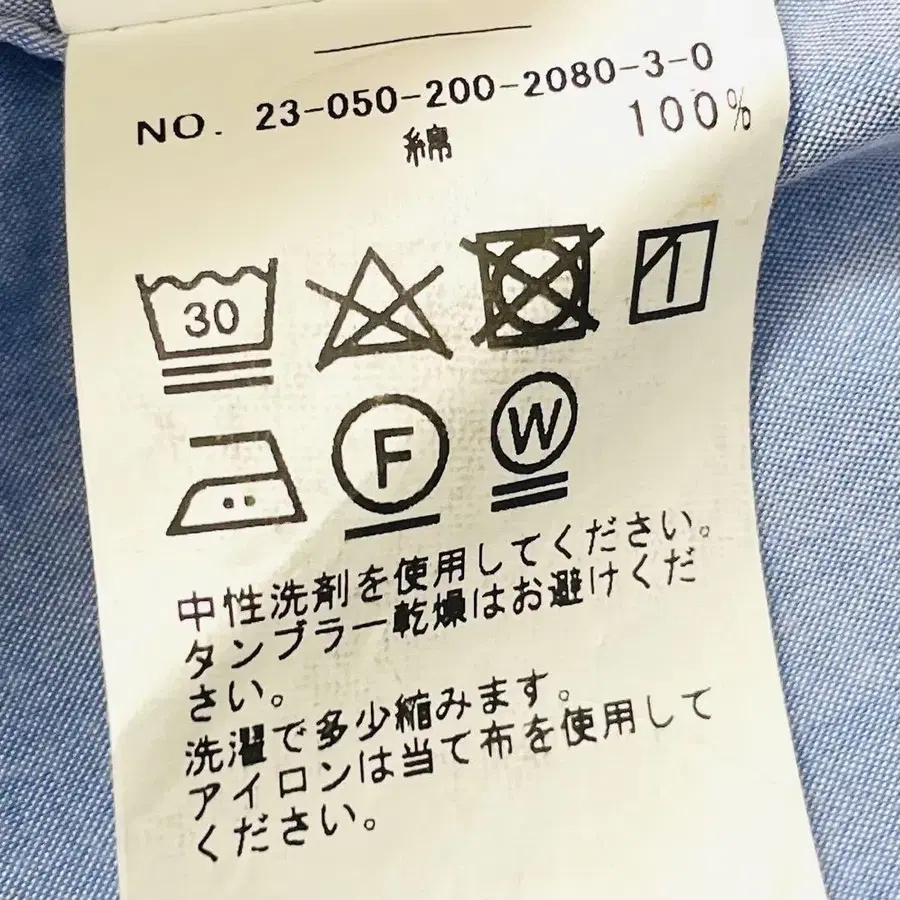 NO. 23-050-200-2080-3-0
綿 100%
30
F
W
中性洗剤を使用してください。
タンブラー乾燥はお避けくだ
さい。
洗濯で多少縮みます。
アイロンは当て布を使用して
ください。